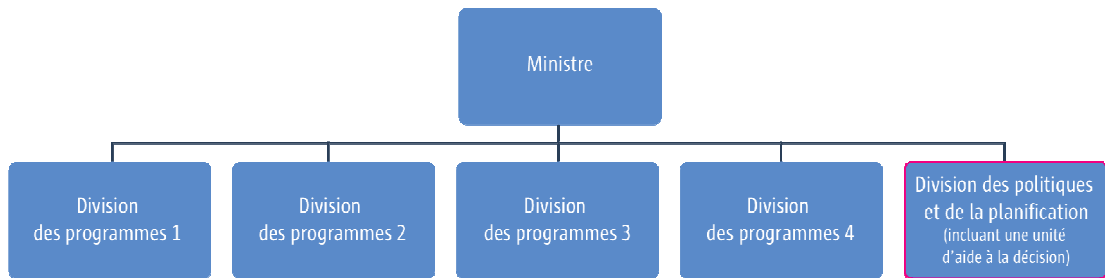 Ministre
Division
des programmes 1
Division
des programmes 2
Division
des programmes 3
Division
des programmes 4
Division des politiques
et de la planification
(incluant une unité
d'aide à la décision)